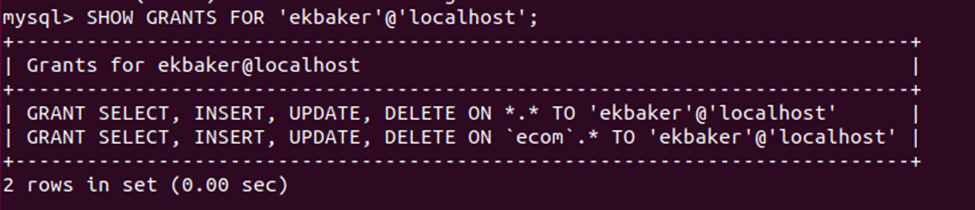 mysql> SHOW GRANTS FOR 'ekbaker'@'localhost';
+---------------------------------------------------------------------------+
| Grants for ekbaker@localhost                                              |
+---------------------------------------------------------------------------+
| GRANT SELECT, INSERT, UPDATE, DELETE ON *.* TO 'ekbaker'@'localhost'      |
| GRANT SELECT, INSERT, UPDATE, DELETE ON `ecom`.* TO 'ekbaker'@'localhost' |
+---------------------------------------------------------------------------+
2 rows in set (0.00 sec)